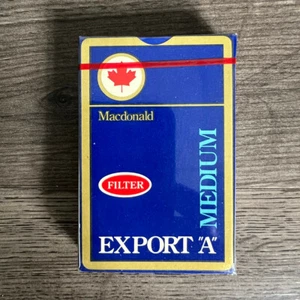 Macdonald
FILTER
MEDIUM
EXPORT "A"